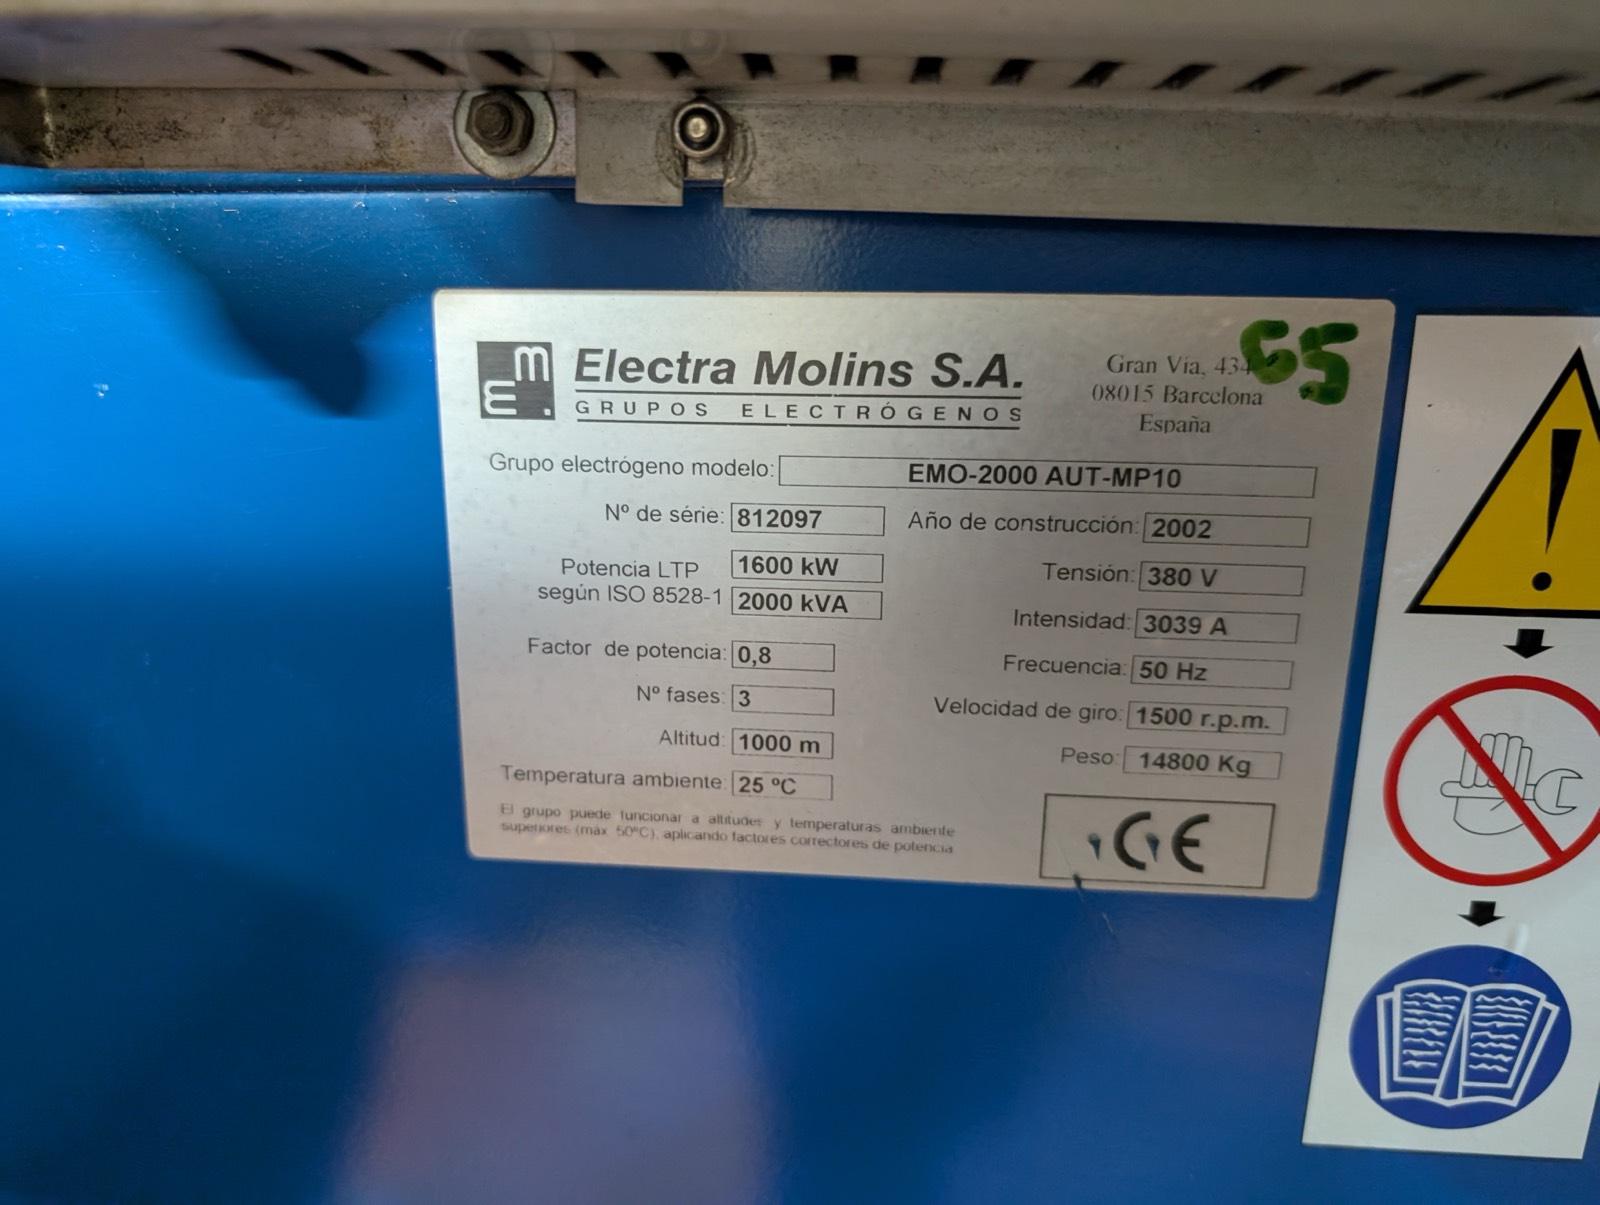 Electra Molins S.A.
GRUPOS ELECTRÓGENOS
Gran Vía, 434
08015 Barcelona
España
G5
Grupo electrógeno modelo: EMO-2000 AUT-MP10
Nº de série: 812097
Año de construcción: 2002
Potencia LTP
según ISO 8528-1
1600 kW
2000 kVA
Tensión: 380 V
Intensidad: 3039 A
Factor de potencia: 0,8
Frecuencia: 50 Hz
Nº fases: 3
Velocidad de giro: 1500 r.p.m.
Altitud: 1000 m
Peso: 14800 Kg
Temperatura ambiente: 25 ºC
El grupo puede funcionar a altitudes y temperaturas ambiente
superiores (máx 50ºC), aplicando factores correctores de potencia
CE